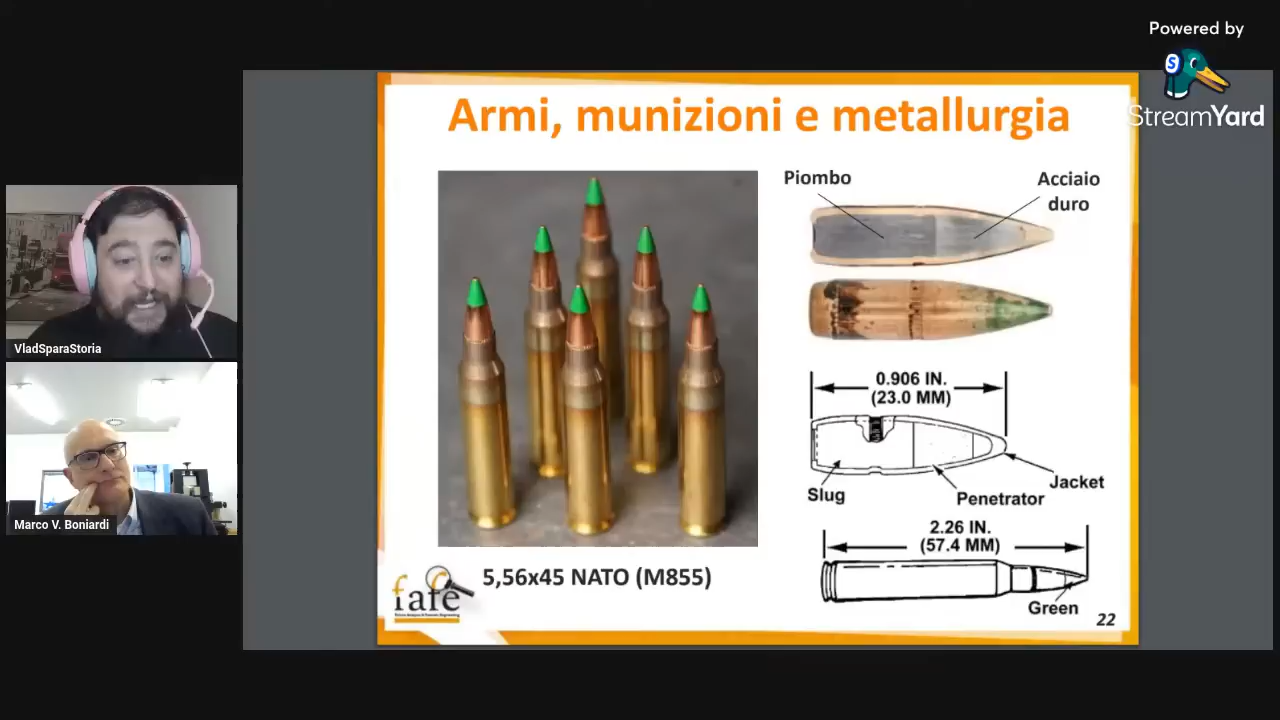 Powered by
StreamYard
Armi, munizioni e metallurgia
Piombo
Acciaio
duro
0.906 IN.
(23.0 MM)
Slug
Penetrator
Jacket
2.26 IN.
(57.4 MM)
Green
5,56x45 NATO (M855)
fafe
22
VladSparaStoria
Marco V. Boniardi